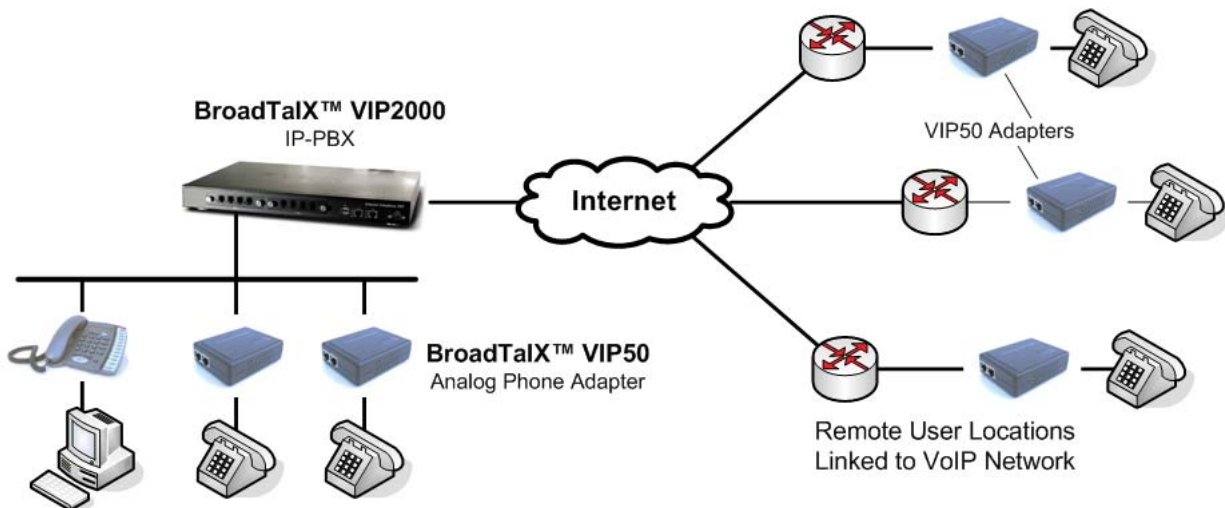 BroadTalX™ VIP2000
IP-PBX
Internet
VIP50 Adapters
BroadTalX™ VIP50
Analog Phone Adapter
Remote User Locations
Linked to VoIP Network